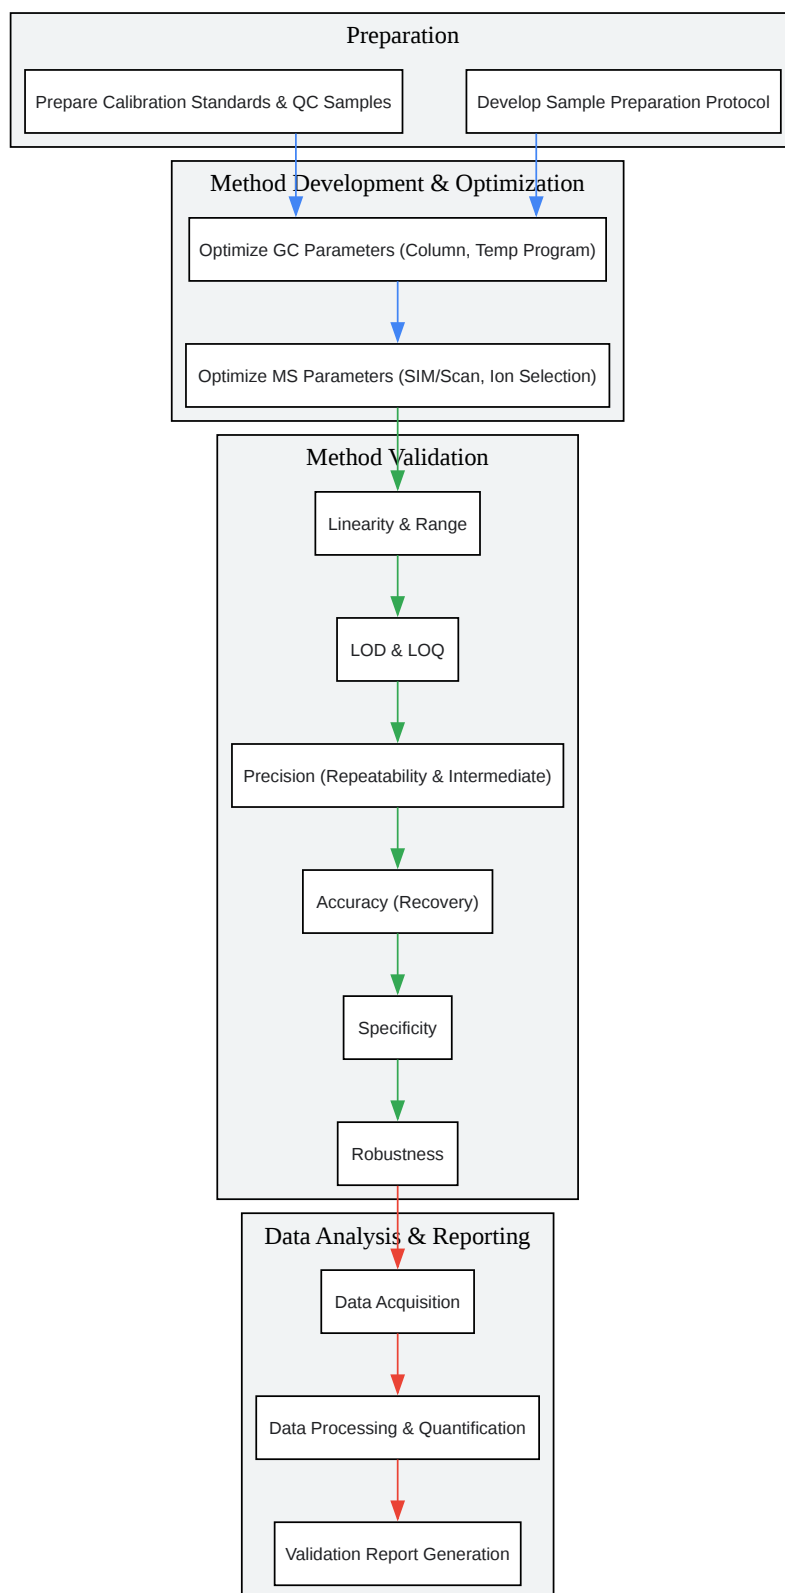 Preparation
Prepare Calibration Standards & QC Samples
Develop Sample Preparation Protocol
Method Development & Optimization
Optimize GC Parameters (Column, Temp Program)
Optimize MS Parameters (SIM/Scan, Ion Selection)
Method Validation
Linearity & Range
LOD & LOQ
Precision (Repeatability & Intermediate)
Accuracy (Recovery)
Specificity
Robustness
Data Analysis & Reporting
Data Acquisition
Data Processing & Quantification
Validation Report Generation